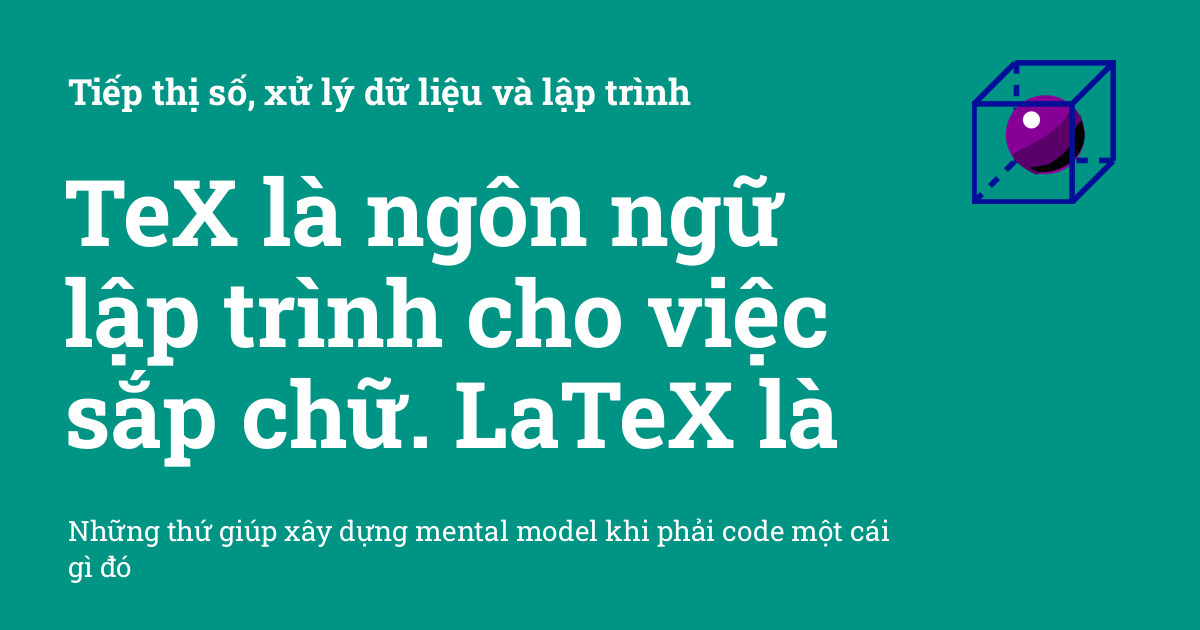 Tiếp thị số, xử lý dữ liệu và lập trình
TeX là ngôn ngữ
lập trình cho việc
sắp chữ. LaTeX là
Những thứ giúp xây dựng mental model khi phải code một cái
gì đó